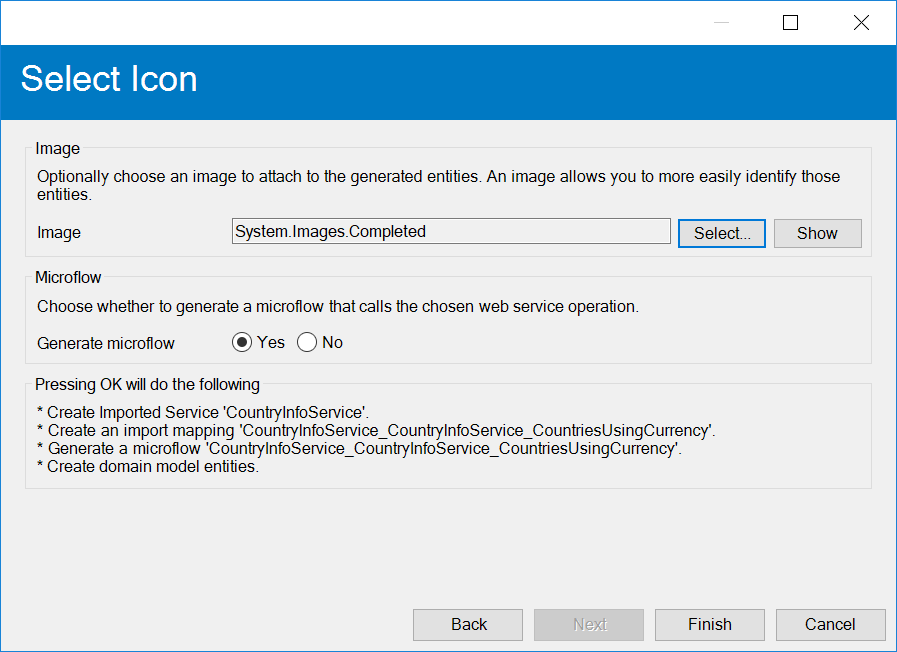 Select Icon
Image
Optionally choose an image to attach to the generated entities. An image allows you to more easily identify those
entities.
Image System.Images.Completed Select... Show
Microflow
Choose whether to generate a microflow that calls the chosen web service operation.
Generate microflow Yes No
Pressing OK will do the following
* Create Imported Service 'CountryInfoService'.
* Create an import mapping 'CountryInfoService_CountryInfoService_CountriesUsingCurrency'.
* Generate a microflow 'CountryInfoService_CountryInfoService_CountriesUsingCurrency'.
* Create domain model entities.
Back Next Finish Cancel